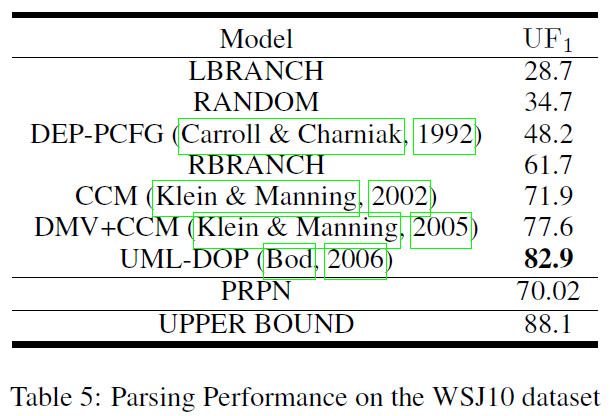 Model UF1
LBRANCH 28.7
RANDOM 34.7
DEP-PCFG (Carroll & Charniak, 1992) 48.2
RBRANCH 61.7
CCM (Klein & Manning, 2002) 71.9
DMV+CCM (Klein & Manning, 2005) 77.6
UML-DOP (Bod, 2006) 82.9
PRPN 70.02
UPPER BOUND 88.1
Table 5: Parsing Performance on the WSJ10 dataset